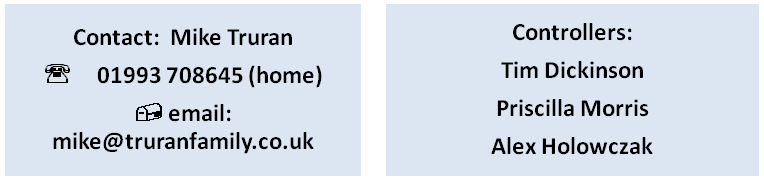 Contact:  Mike Truran
01993 708645 (home)
email:
mike@truranfamily.co.uk
Controllers:
Tim Dickinson
Priscilla Morris
Alex Holowczak